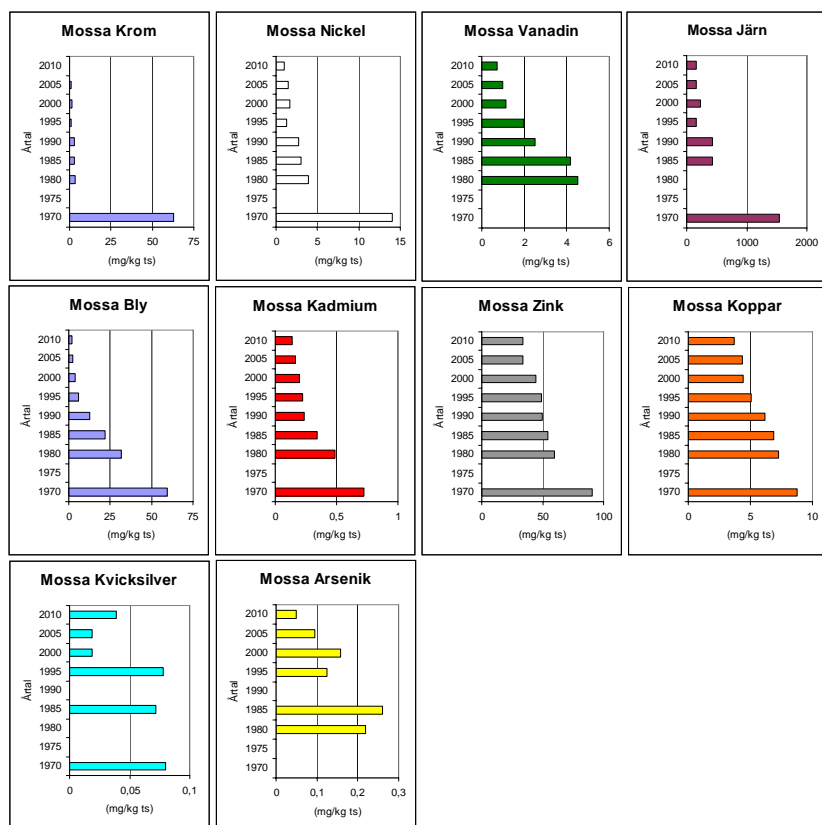 Mossa Krom
2010
2005
2000
1995
1990
1985
1980
1975
1970
Årtal
0 25 50 75
(mg/kg ts)
Mossa Nickel
2010
2005
2000
1995
1990
1985
1980
1975
1970
Årtal
0 5 10 15
(mg/kg ts)
Mossa Vanadin
2010
2005
2000
1995
1990
1985
1980
1975
1970
Årtal
0 2 4 6
(mg/kg ts)
Mossa Järn
2010
2005
2000
1995
1990
1985
1980
1975
1970
Årtal
0 1000 2000
(mg/kg ts)
Mossa Bly
2010
2005
2000
1995
1990
1985
1980
1975
1970
Årtal
0 25 50 75
(mg/kg ts)
Mossa Kadmium
2010
2005
2000
1995
1990
1985
1980
1975
1970
Årtal
0 0,5 1
(mg/kg ts)
Mossa Zink
2010
2005
2000
1995
1990
1985
1980
1975
1970
Årtal
0 50 100
(mg/kg ts)
Mossa Koppar
2010
2005
2000
1995
1990
1985
1980
1975
1970
Årtal
0 5 10
(mg/kg ts)
Mossa Kvicksilver
2010
2005
2000
1995
1990
1985
1980
1975
1970
Årtal
0 0,05 0,1
(mg/kg ts)
Mossa Arsenik
2010
2005
2000
1995
1990
1985
1980
1975
1970
Årtal
0 0,1 0,2 0,3
(mg/kg ts)